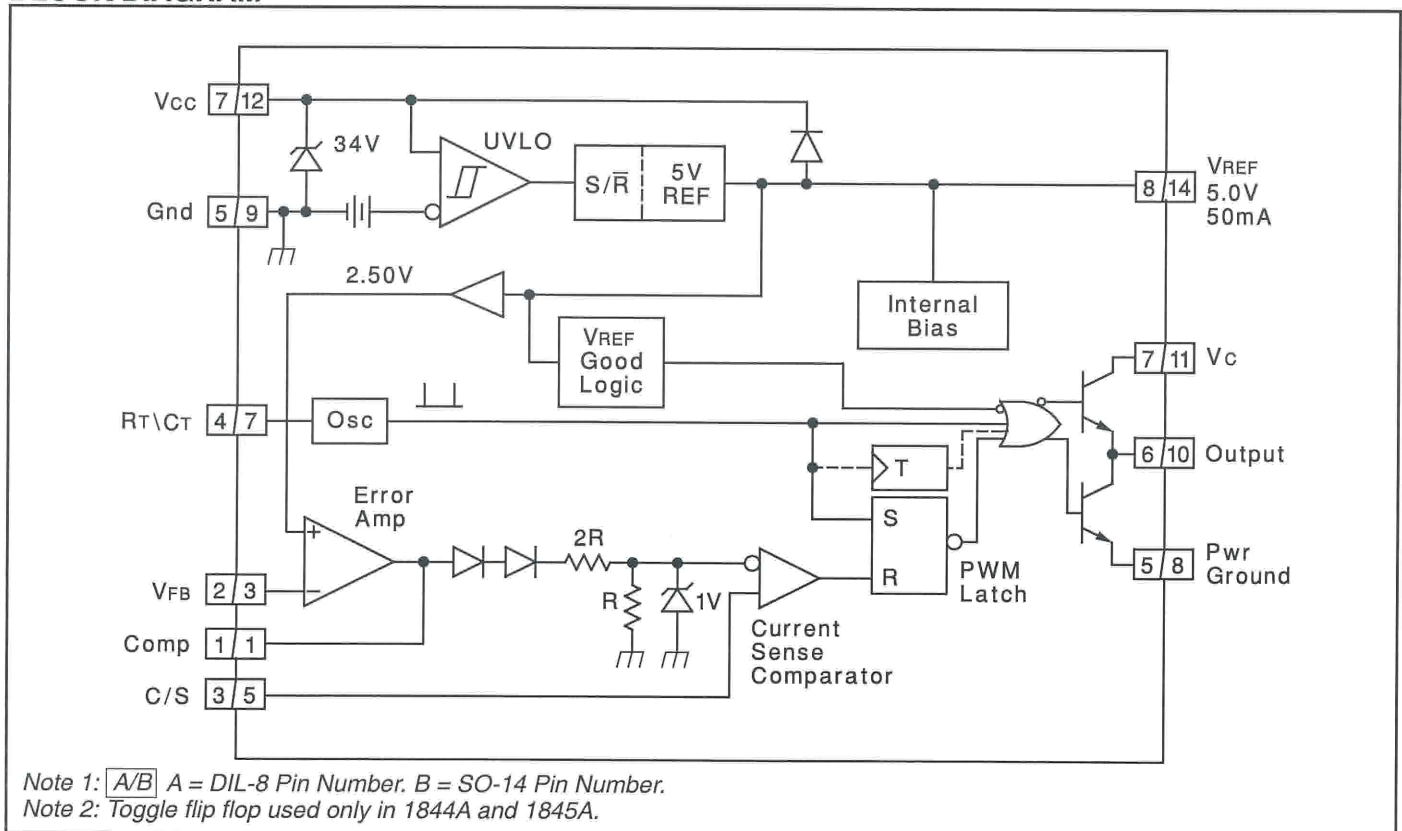 Vcc 7/12
34V
UVLO
S/R̅
5V
REF
8/14
VREF
5.0V
50mA
Gnd 5/9
2.50V
Internal
Bias
VREF
Good
Logic
7/11 Vc
RT\CT 4/7
Osc
T
6/10 Output
Error
Amp
+
−
2R
R
1V
S
R
PWM
Latch
5/8
Pwr
Ground
VFB 2/3
Comp 1/1
C/S 3/5
Current
Sense
Comparator
Note 1: A/B A = DIL-8 Pin Number. B = SO-14 Pin Number.
Note 2: Toggle flip flop used only in 1844A and 1845A.